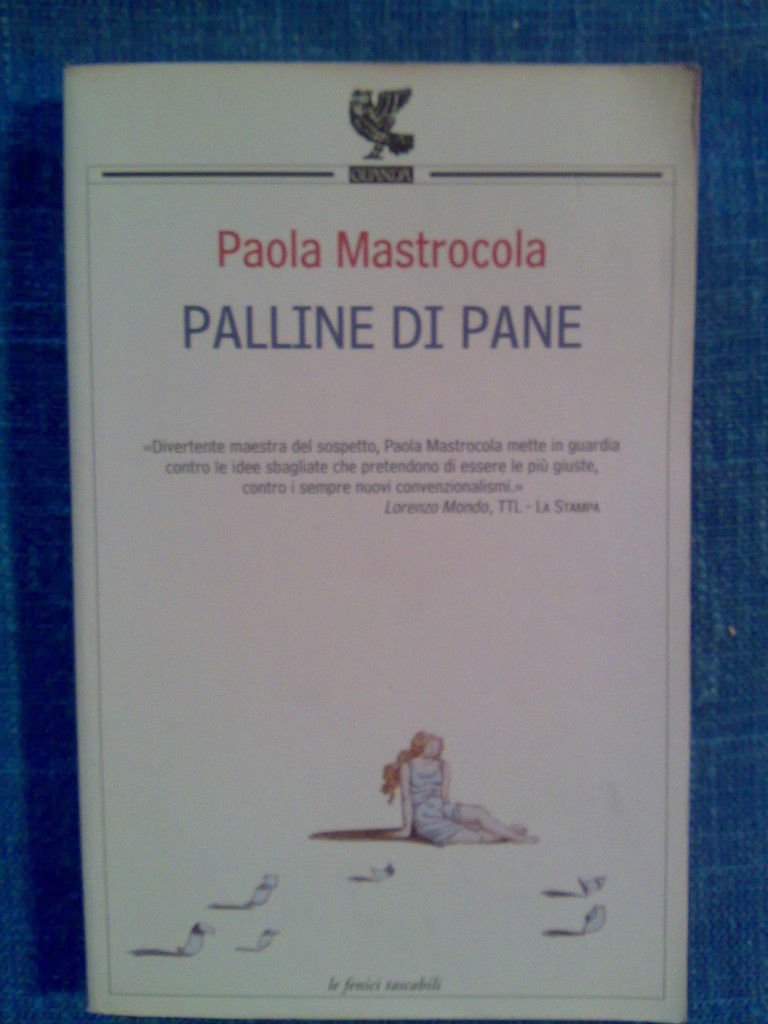 GUANDA
Paola Mastrocola
PALLINE DI PANE
«Divertente maestra del sospetto, Paola Mastrocola mette in guardia
contro le idee sbagliate che pretendono di essere le più giuste,
contro i sempre nuovi convenzionalismi.»
Lorenzo Mondo, TTL - LA STAMPA
le fenici tascabili